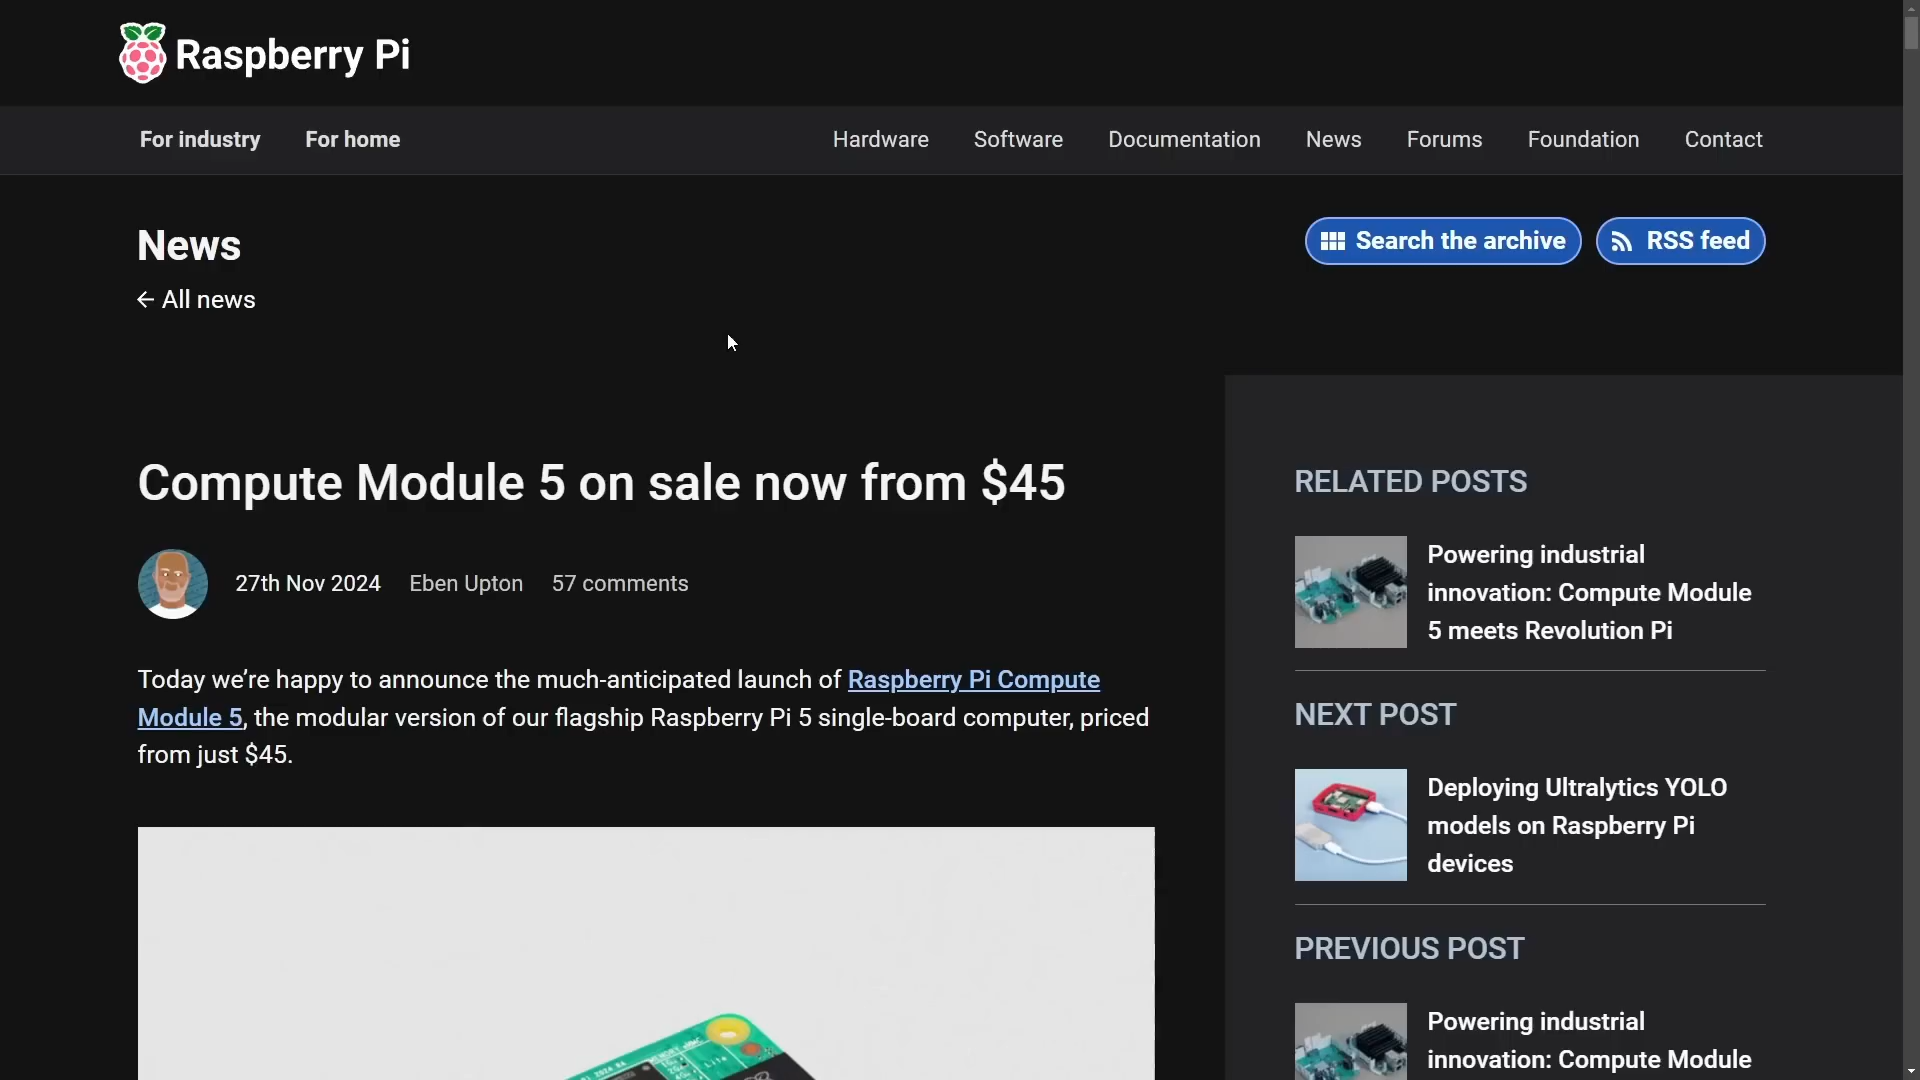 Raspberry Pi
For industry
For home
Hardware
Software
Documentation
News
Forums
Foundation
Contact
News
Search the archive
RSS feed
← All news
Compute Module 5 on sale now from $45
27th Nov 2024
Eben Upton
57 comments
Today we’re happy to announce the much-anticipated launch of Raspberry Pi Compute
Module 5, the modular version of our flagship Raspberry Pi 5 single-board computer, priced
from just $45.
RELATED POSTS
Powering industrial
innovation: Compute Module
5 meets Revolution Pi
NEXT POST
Deploying Ultralytics YOLO
models on Raspberry Pi
devices
PREVIOUS POST
Powering industrial
innovation: Compute Module
Lite